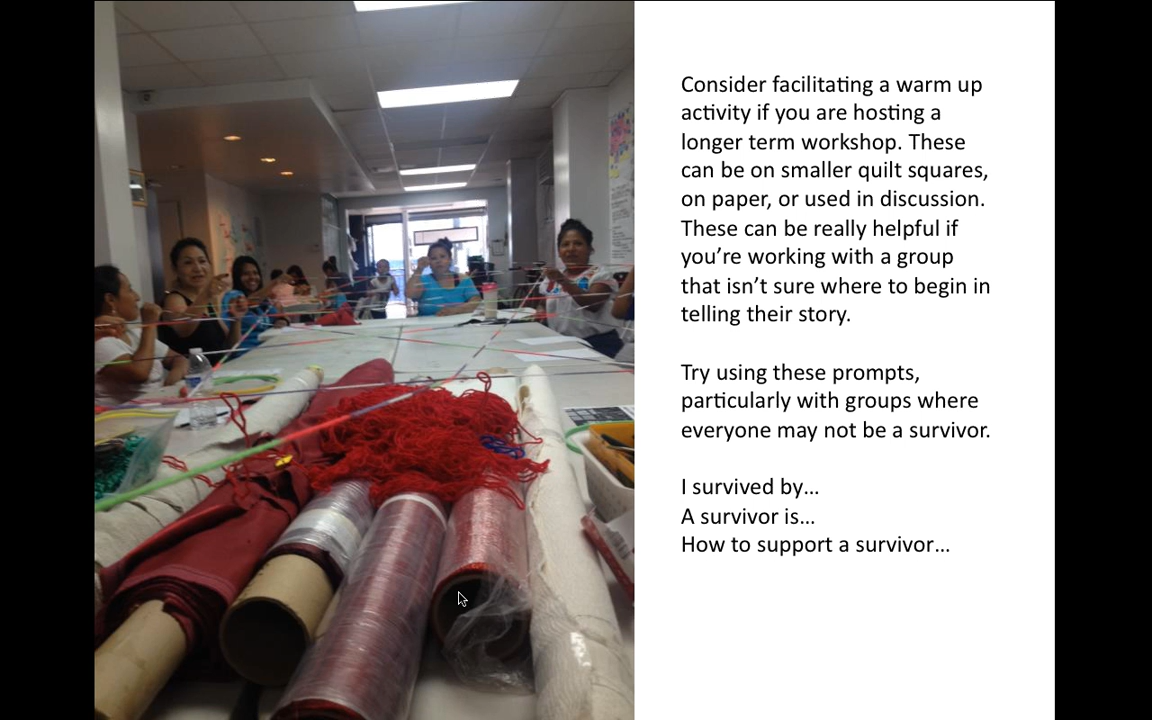 Consider facilitating a warm up
activity if you are hosting a
longer term workshop. These
can be on smaller quilt squares,
on paper, or used in discussion.
These can be really helpful if
you’re working with a group
that isn’t sure where to begin in
telling their story.
Try using these prompts,
particularly with groups where
everyone may not be a survivor.
I survived by…
A survivor is…
How to support a survivor…